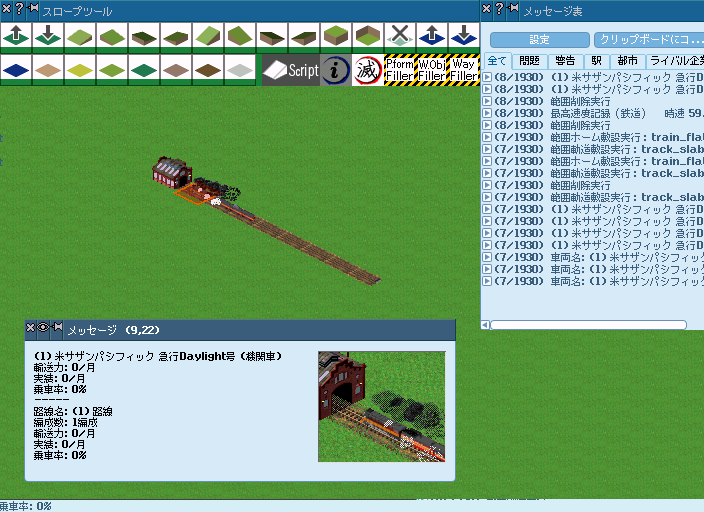 スロープツール
Script
i
滅
P.form
Filler
W.Obj
Filler
Way
Filler
メッセージ表
設定
クリップボードにコ...
全て 問題 警告 駅 都市 ライバル企業
(8/1930) (1) 米サザンパシフィック 急行D
(8/1930) (1) 米サザンパシフィック 急行D
(8/1930) 範囲削除実行
(8/1930) 最高速度記録（鉄道） 時速 59.
(8/1930) 範囲削除実行
(7/1930) 範囲ホーム敷設実行: train_flat
(7/1930) 範囲軌道敷設実行: track_slab
(7/1930) 範囲ホーム敷設実行: train_flat
(7/1930) 範囲軌道敷設実行: track_slab
(7/1930) 範囲削除実行
(7/1930) 範囲軌道敷設実行: track_slab
(7/1930) (1) 米サザンパシフィック 急行D
(7/1930) (1) 米サザンパシフィック 急行D
(7/1930) (1) 米サザンパシフィック 急行D
(7/1930) (1) 米サザンパシフィック 急行D
(7/1930) 車両名: (1) 米サザンパシフィック
(7/1930) 車両名: (1) 米サザンパシフィック
(7/1930) 車両名: (1) 米サザンパシフィック
メッセージ (9,22)
(1) 米サザンパシフィック 急行Daylight号（機関車）
輸送力: 0/月
実績: 0/月
乗車率: 0%
-----
路線名: (1) 路線
編成数: 1編成
輸送力: 0/月
実績: 0/月
乗車率: 0%
乗車率: 0%